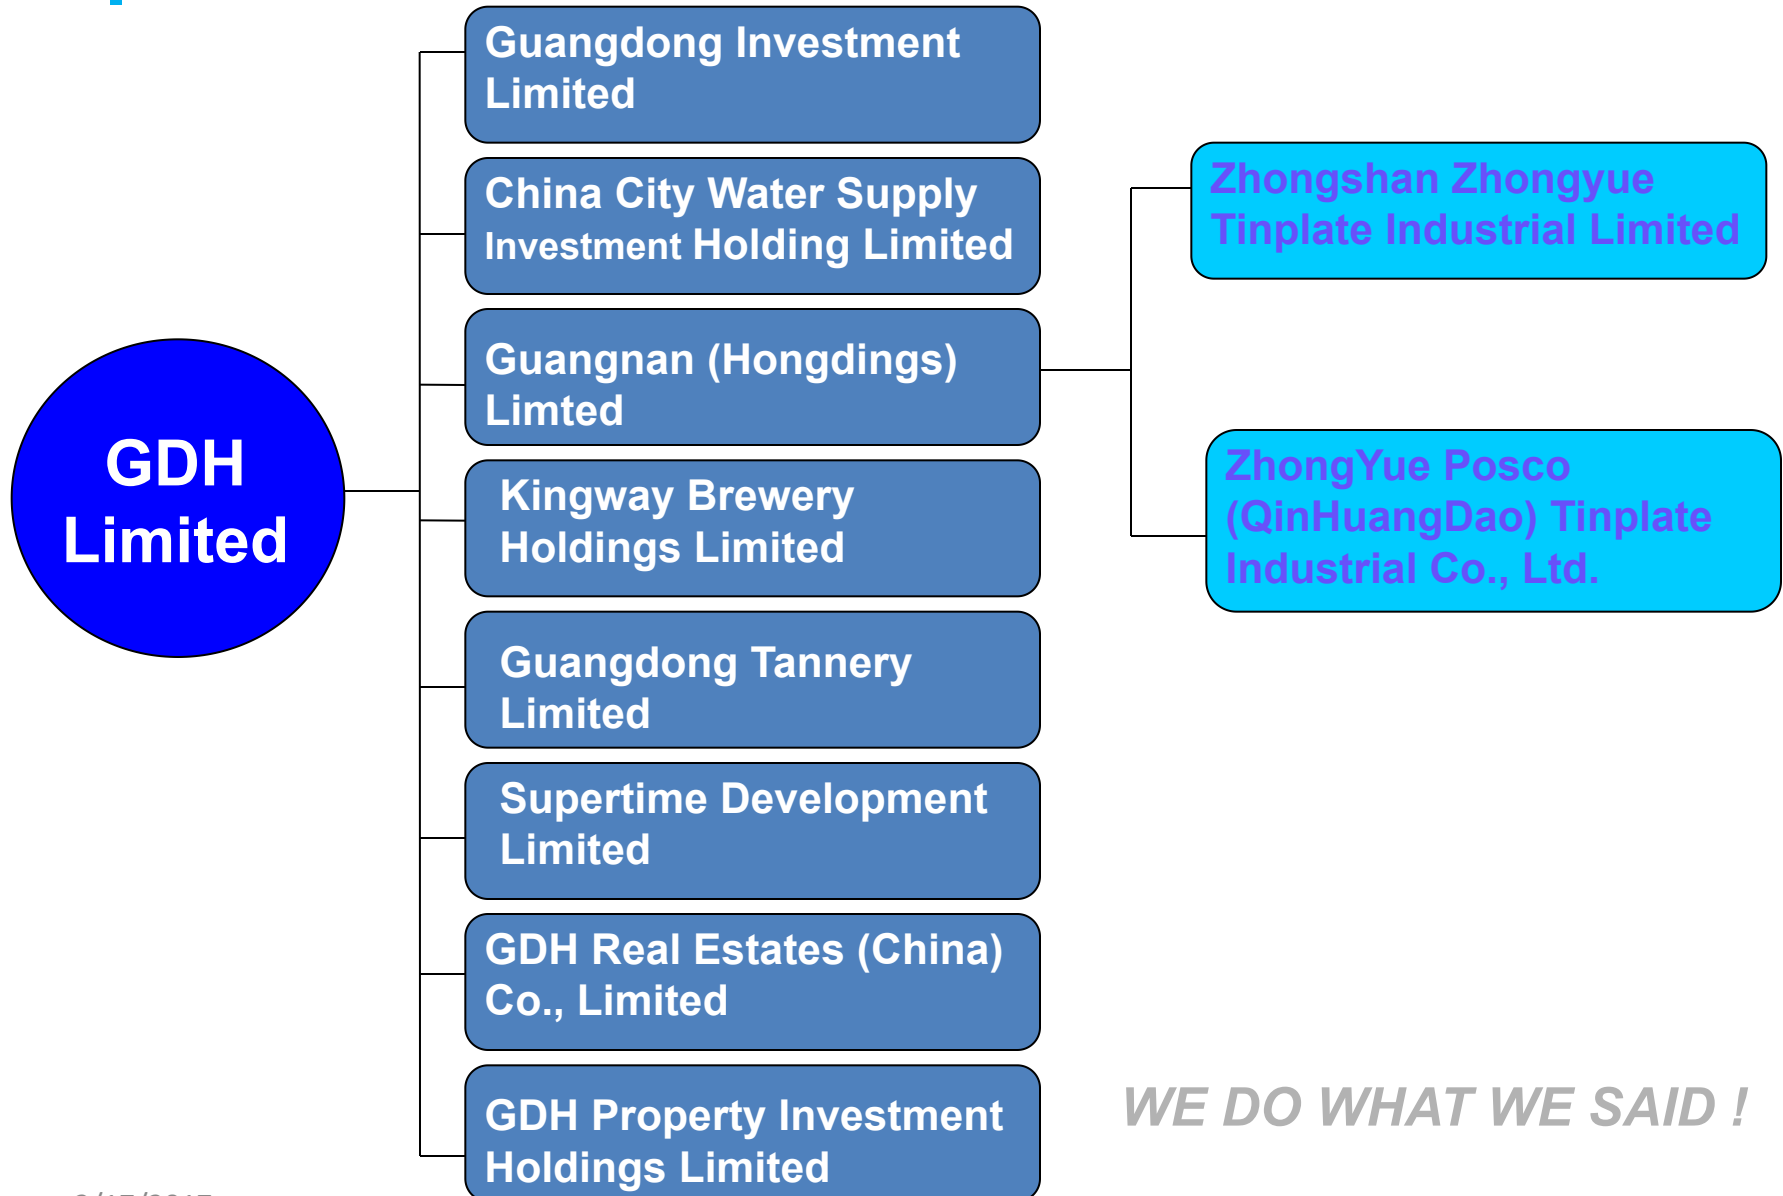 Guangdong Investment
Limited
China City Water Supply
Investment Holding Limited
Guangnan (Hongdings)
Limted
Kingway Brewery
Holdings Limited
Guangdong Tannery
Limited
Supertime Development
Limited
GDH Real Estates (China)
Co., Limited
GDH Property Investment
Holdings Limited
GDH
Limited
Zhongshan Zhongyue
Tinplate Industrial Limited
ZhongYue Posco
(QinHuangDao) Tinplate
Industrial Co., Ltd.
WE DO WHAT WE SAID !